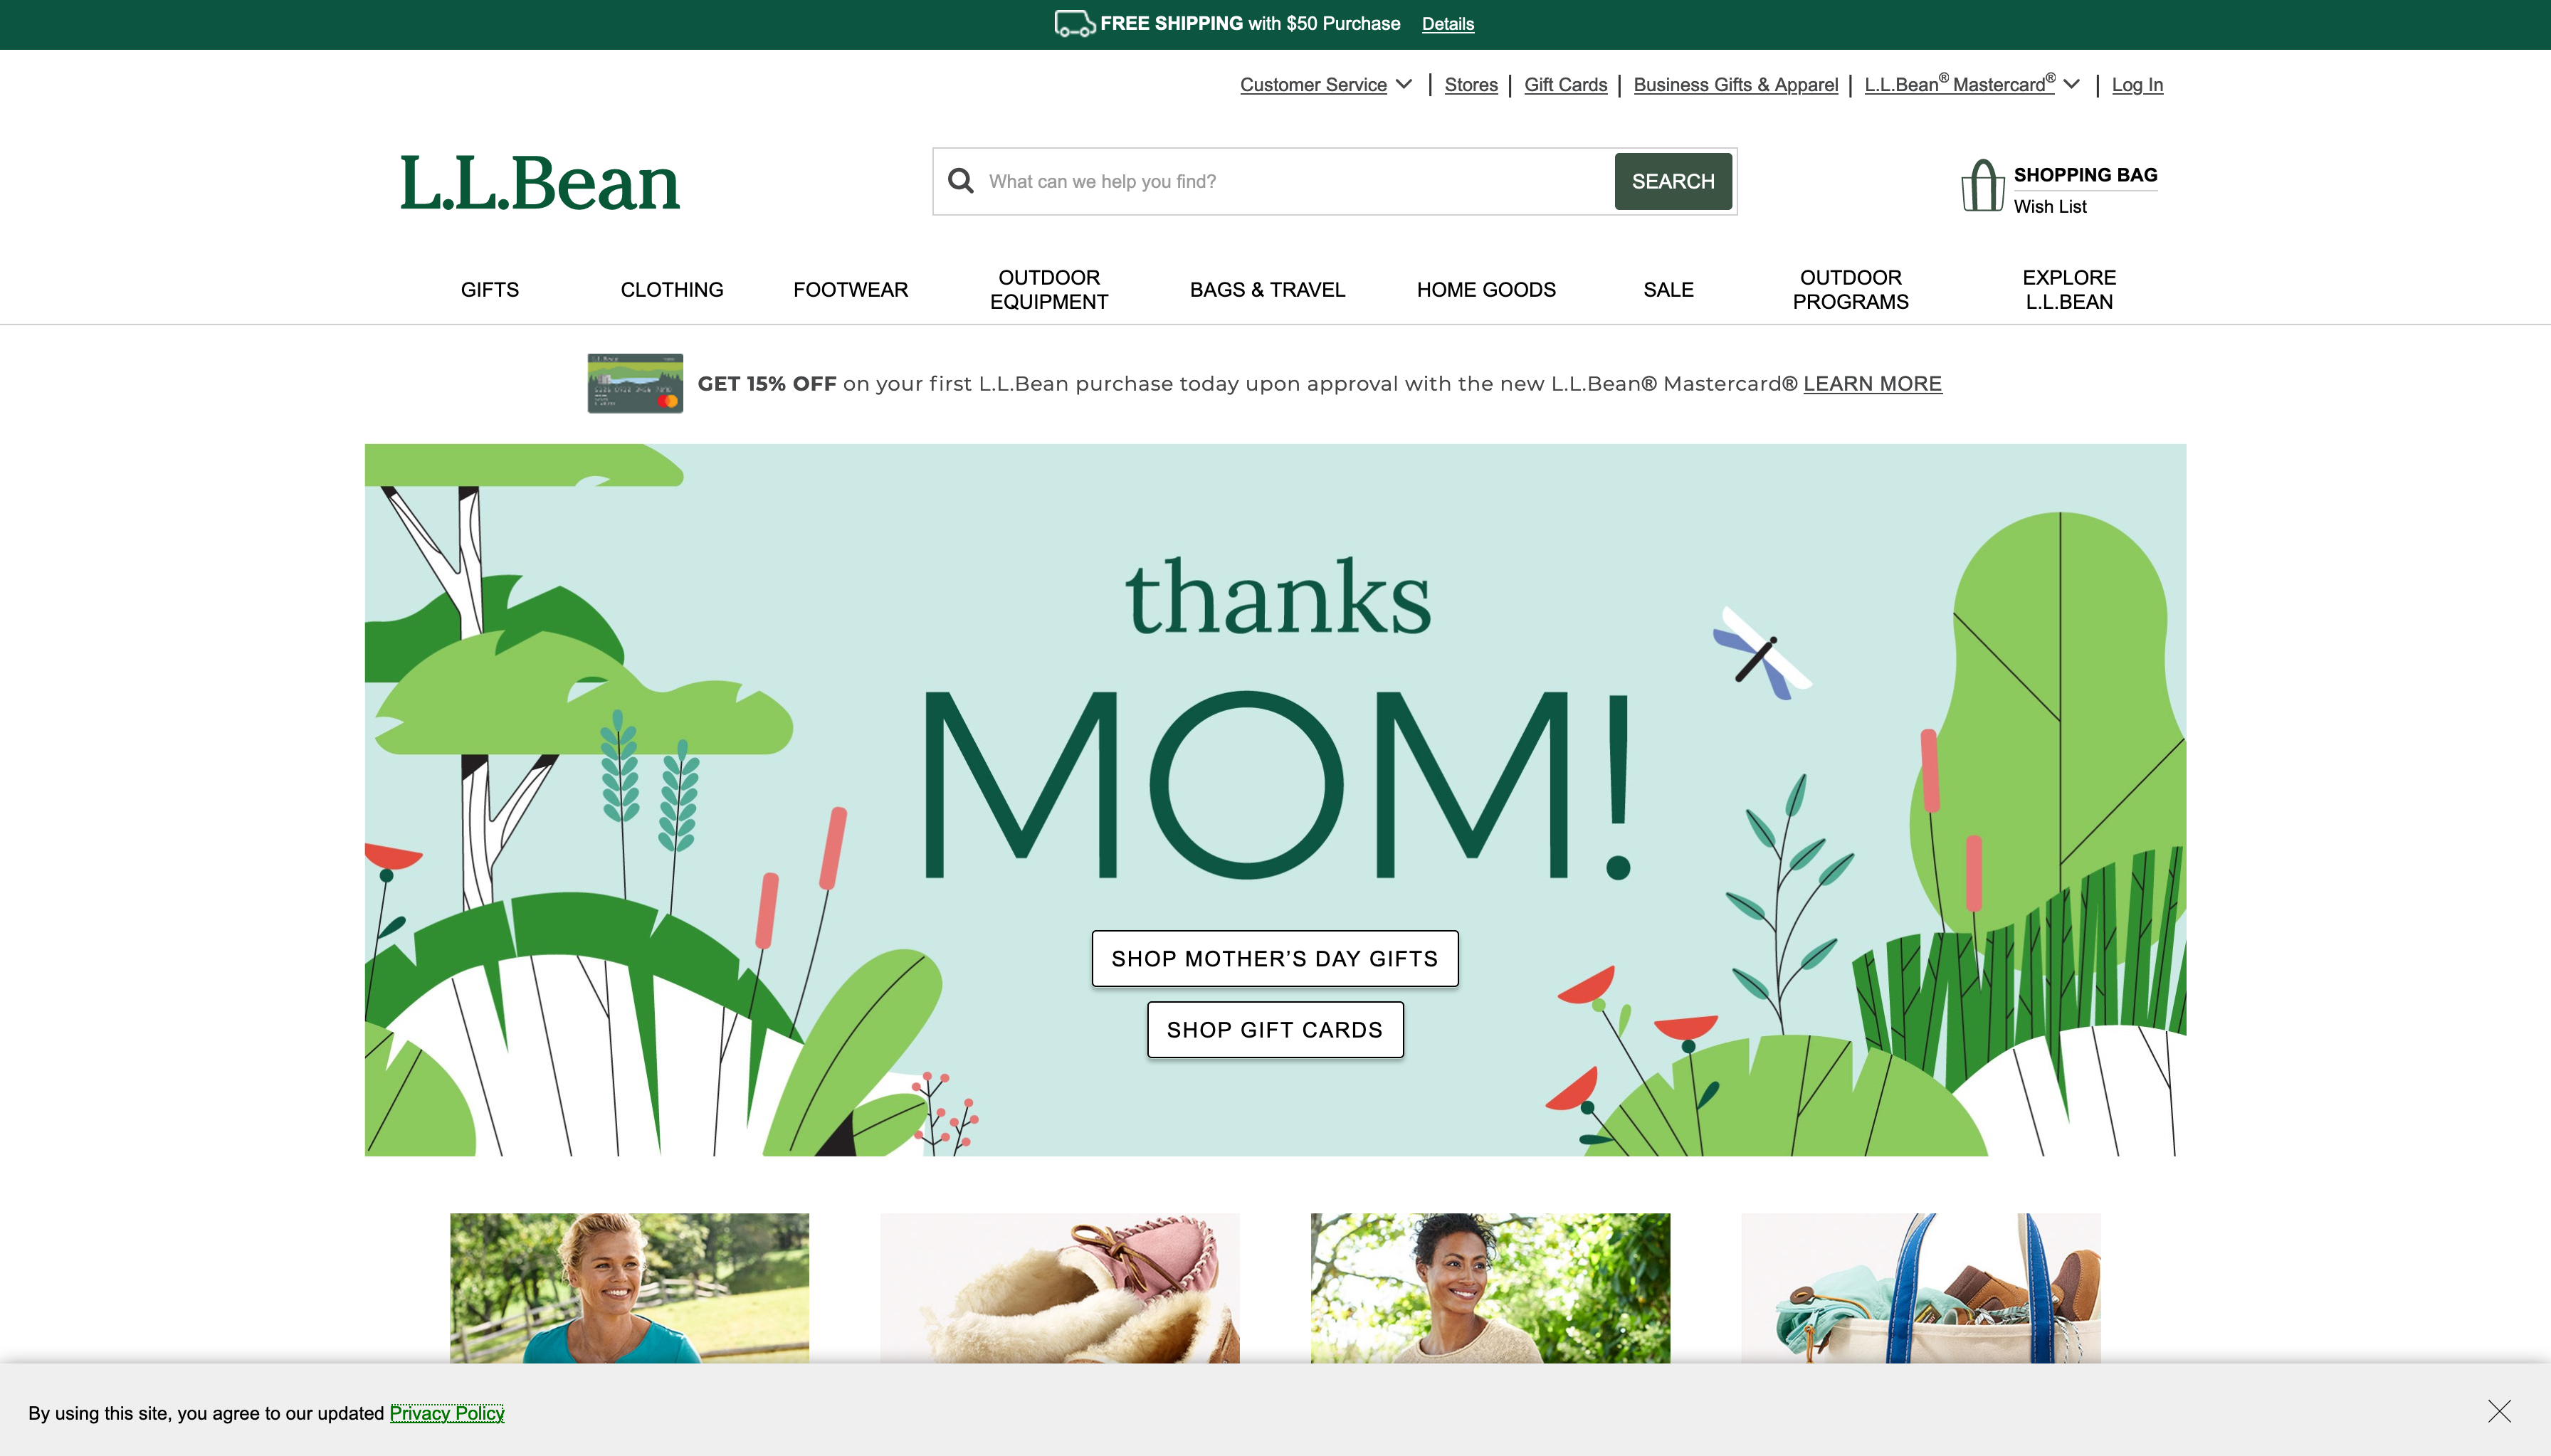 FREE SHIPPING with $50 Purchase Details
Customer Service | Stores | Gift Cards | Business Gifts & Apparel | L.L.Bean® Mastercard® | Log In
L.L.Bean
What can we help you find?
SEARCH
SHOPPING BAG
Wish List
GIFTS
CLOTHING
FOOTWEAR
OUTDOOR
EQUIPMENT
BAGS & TRAVEL
HOME GOODS
SALE
OUTDOOR
PROGRAMS
EXPLORE
L.L.BEAN
GET 15% OFF on your first L.L.Bean purchase today upon approval with the new L.L.Bean® Mastercard® LEARN MORE
thanks
MOM!
SHOP MOTHER’S DAY GIFTS
SHOP GIFT CARDS
By using this site, you agree to our updated Privacy Policy